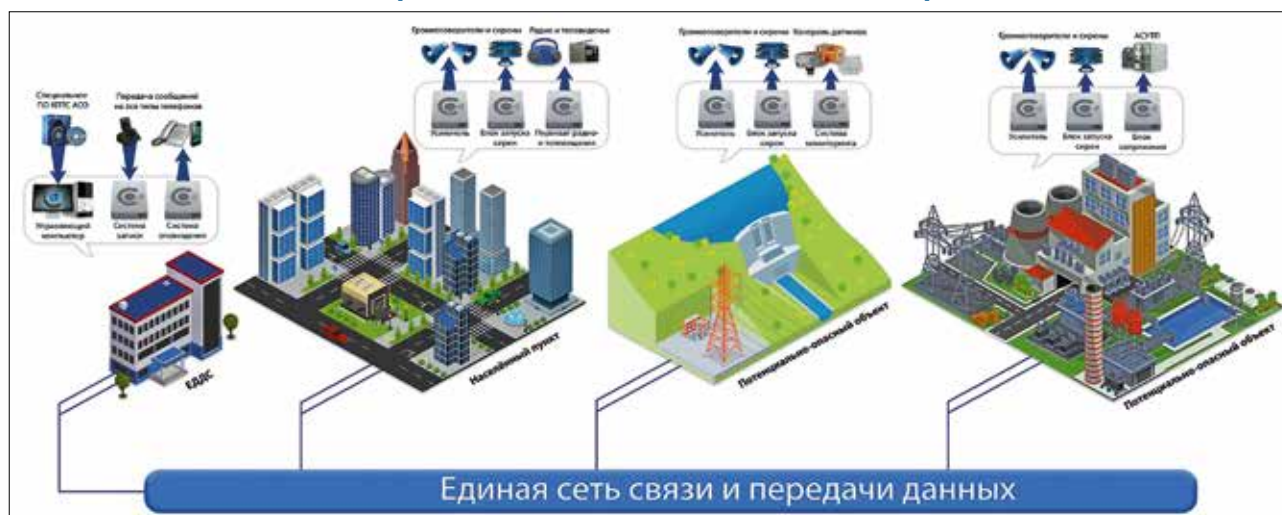 Громкоговорители и сирены
Радио и телевидение
Громкоговорители и сирены
Контроль датчиков
Громкоговорители и сирены
АСУТП
Специальное
ПО КПТС АСО
Передача сообщений
на все типы телефонов
Усилитель
Блок запуска
сирен
Перехват радио-
и телевещания
Усилитель
Блок запуска
сирен
Система
мониторинга
Усилитель
Блок запуска
сирен
Блок
сопряжения
Управляющий
компьютер
Система
записи
Система
оповещения
ЕДДС
Населённый пункт
Потенциально-опасный объект
Потенциально-опасный объект
Единая сеть связи и передачи данных